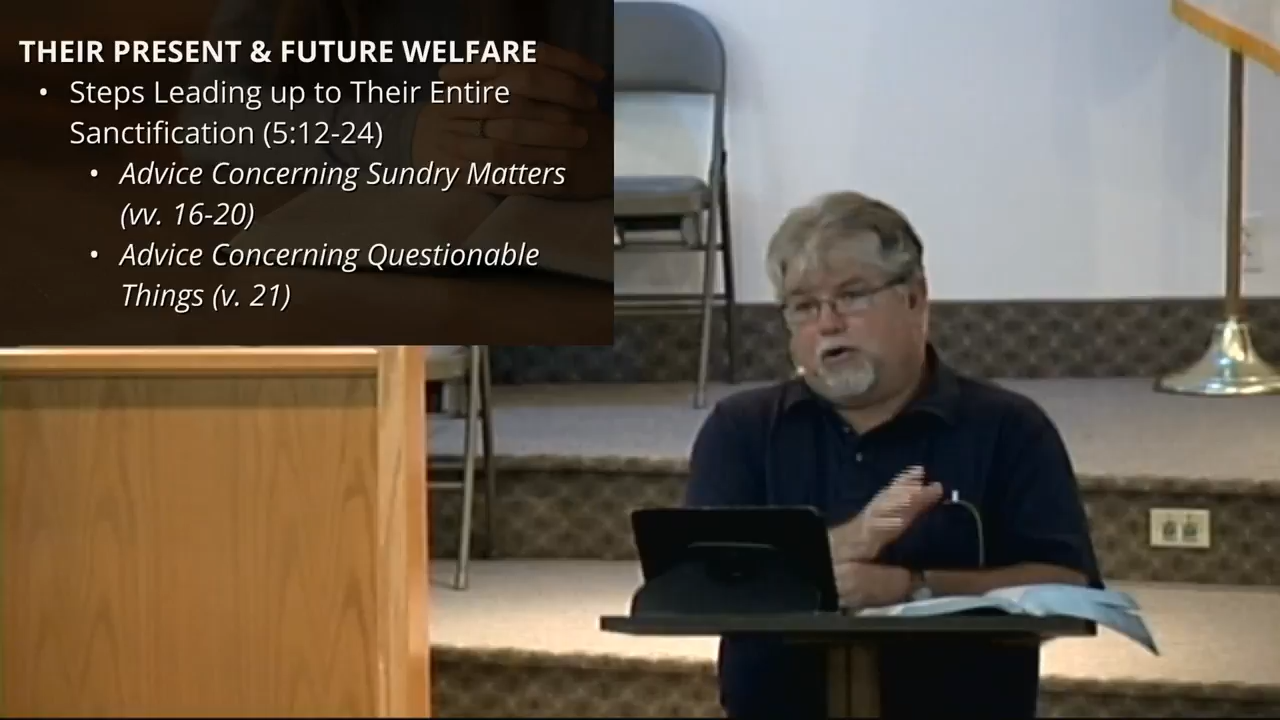 THEIR PRESENT & FUTURE WELFARE
• Steps Leading up to Their Entire
Sanctification (5:12-24)
• Advice Concerning Sundry Matters
(vv. 16-20)
• Advice Concerning Questionable
Things (v. 21)